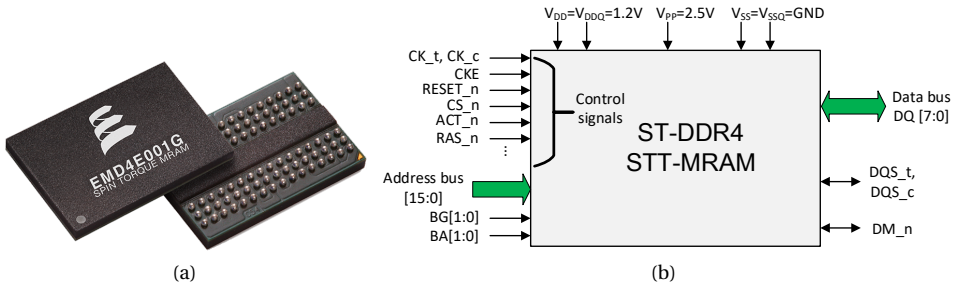 EMD4E001G
SPIN TORQUE MRAM
(a)
(b)
V_DD=V_DDQ=1.2V V_PP=2.5V V_SS=V_SSQ=GND
CK_t, CK_c
CKE
RESET_n
CS_n
ACT_n
RAS_n
⋮
Control
signals
Address bus
[15:0]
BG[1:0]
BA[1:0]
ST-DDR4
STT-MRAM
Data bus
DQ [7:0]
DQS_t,
DQS_c
DM_n